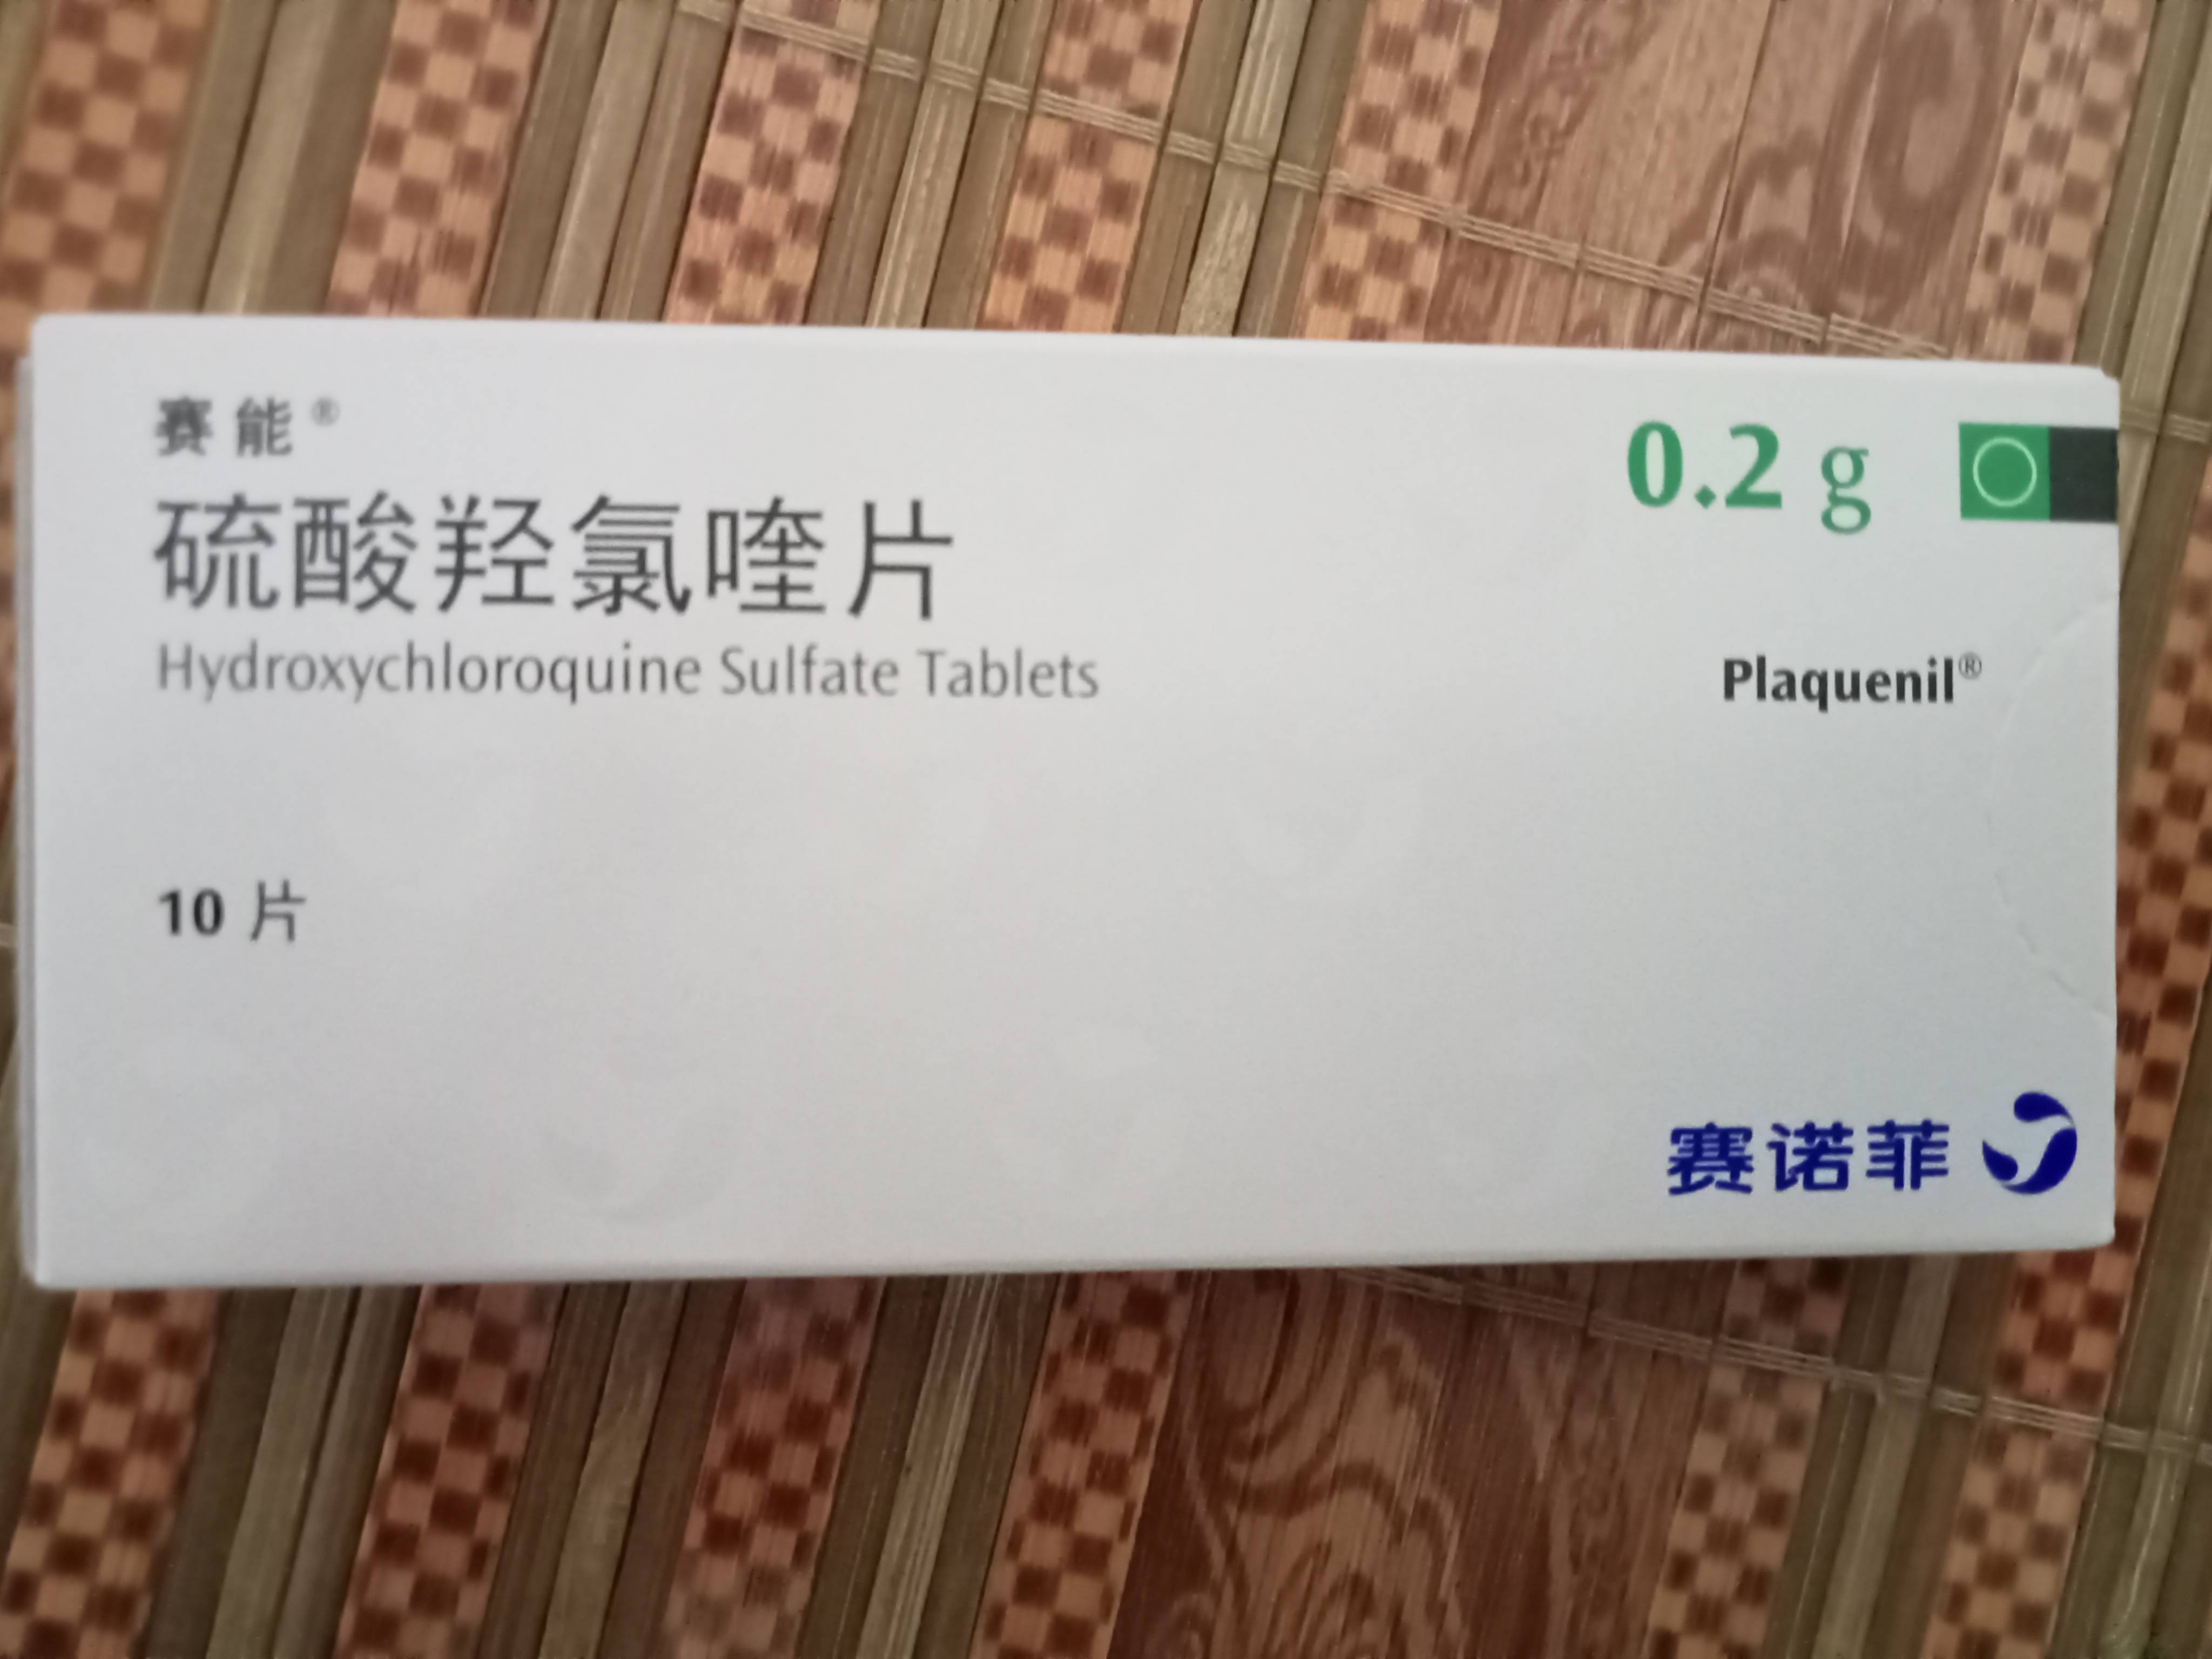 赛能®
0.2 g
硫酸羟氯喹片
Hydroxychloroquine Sulfate Tablets
Plaquenil®
10 片
赛诺菲